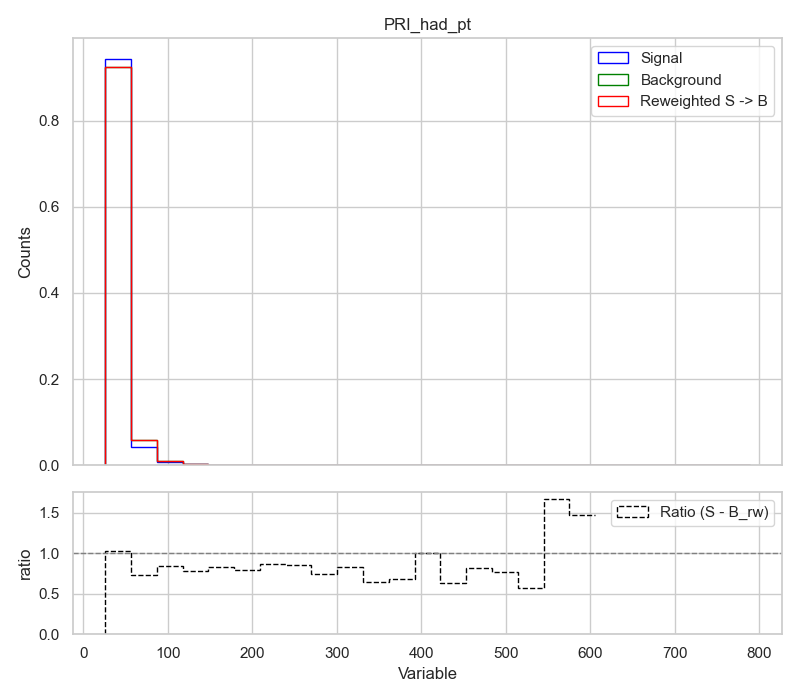 PRI_had_pt
Signal
Background
Reweighted S -> B
Counts
0.8
0.6
0.4
0.2
0.0
Ratio (S - B_rw)
ratio
1.5
1.0
0.5
0.0
0 100 200 300 400 500 600 700 800
Variable